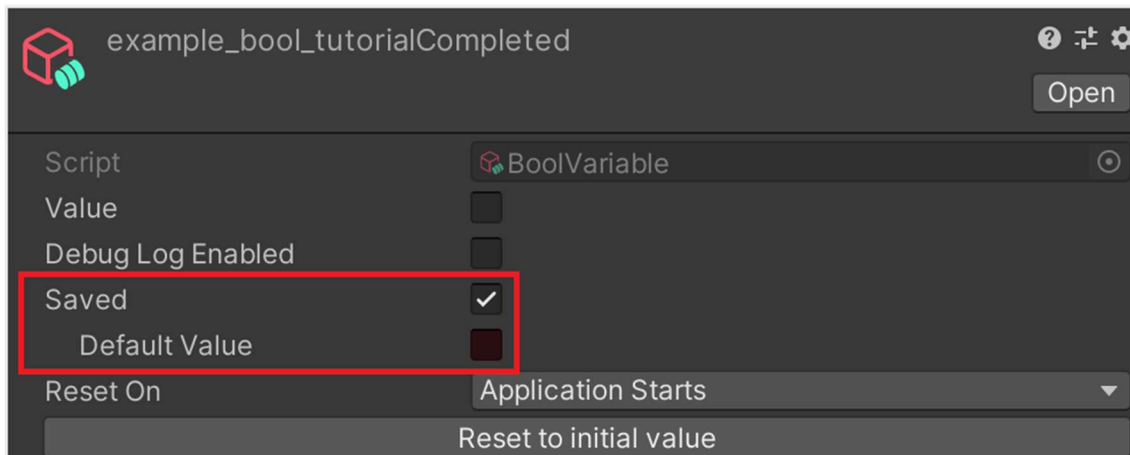 example_bool_tutorialCompleted
Open
Script BoolVariable
Value
Debug Log Enabled
Saved
Default Value
Reset On Application Starts
Reset to initial value